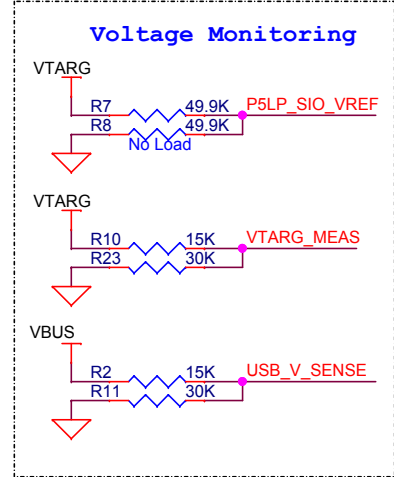 Voltage Monitoring
VTARG
R7 49.9K P5LP_SIO_VREF
R8 49.9K
No Load
VTARG
R10 15K VTARG_MEAS
R23 30K
VBUS
R2 15K USB_V_SENSE
R11 30K